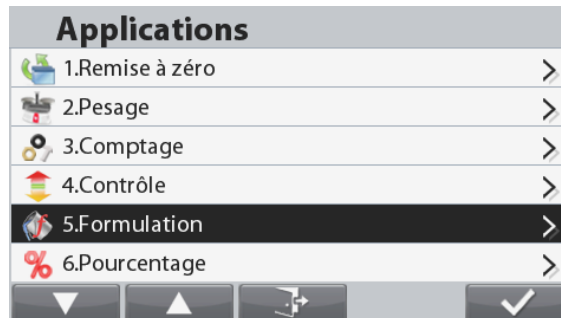 Applications
1.Remise à zéro
2.Pesage
3.Comptage
4.Contrôle
5.Formulation
6.Pourcentage